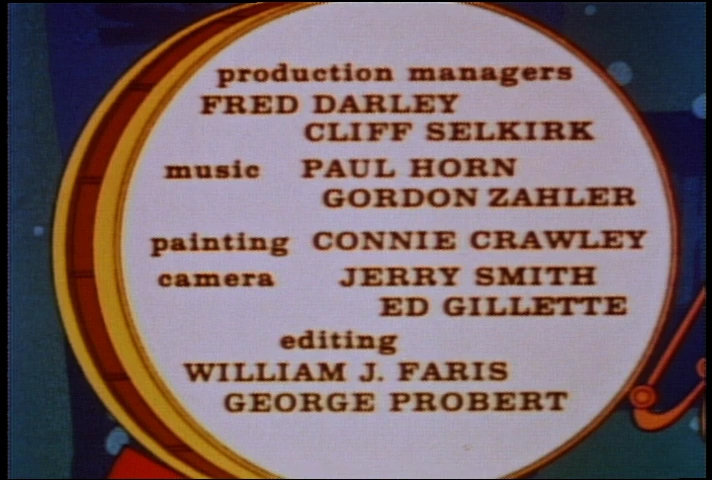 production managers
FRED DARLEY
CLIFF SELKIRK
music PAUL HORN
GORDON ZAHLER
painting CONNIE CRAWLEY
camera JERRY SMITH
ED GILLETTE
editing
WILLIAM J. FARIS
GEORGE PROBERT